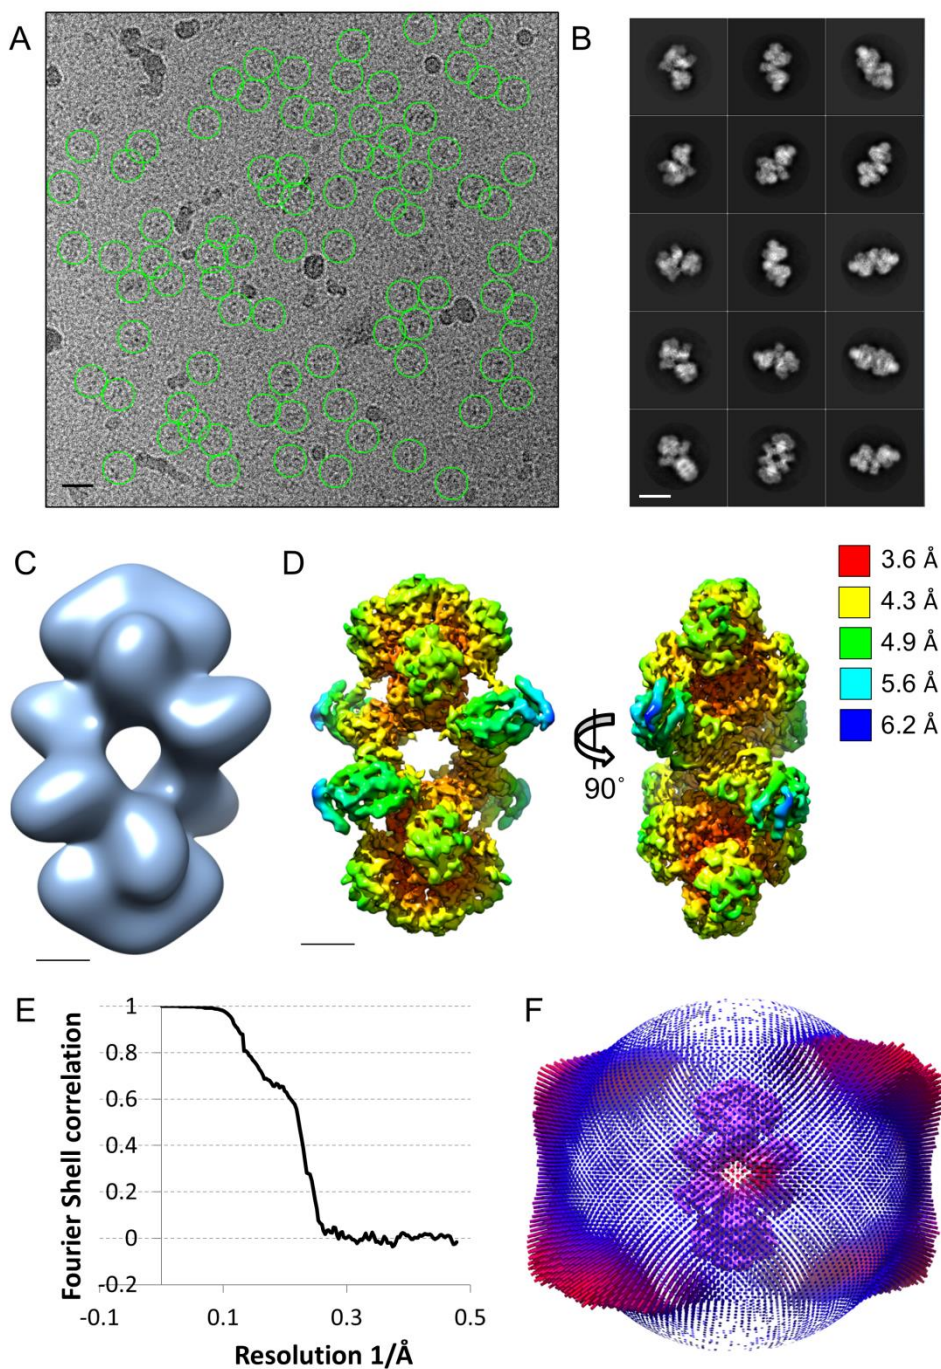 A
B
C
D
3.6 Å
4.3 Å
4.9 Å
5.6 Å
6.2 Å
90°
E
Fourier Shell correlation
1
0.8
0.6
0.4
0.2
0
-0.2
-0.1
0.1
0.3
0.5
Resolution 1/Å
F